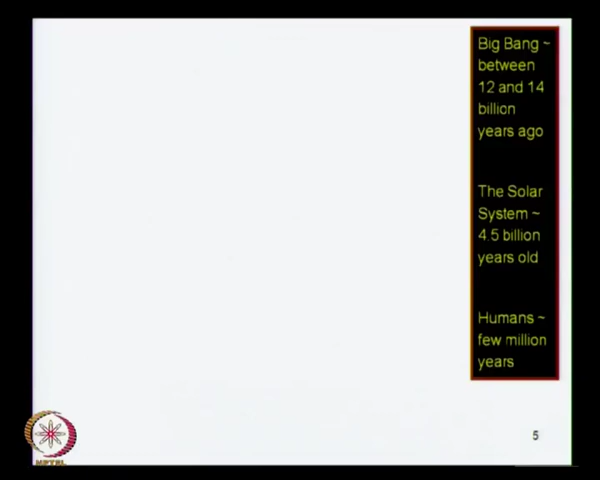 Big Bang ~
between
12 and 14
billion
years ago
The Solar
System ~
4.5 billion
years old
Humans ~
few million
years
5
NPTEL